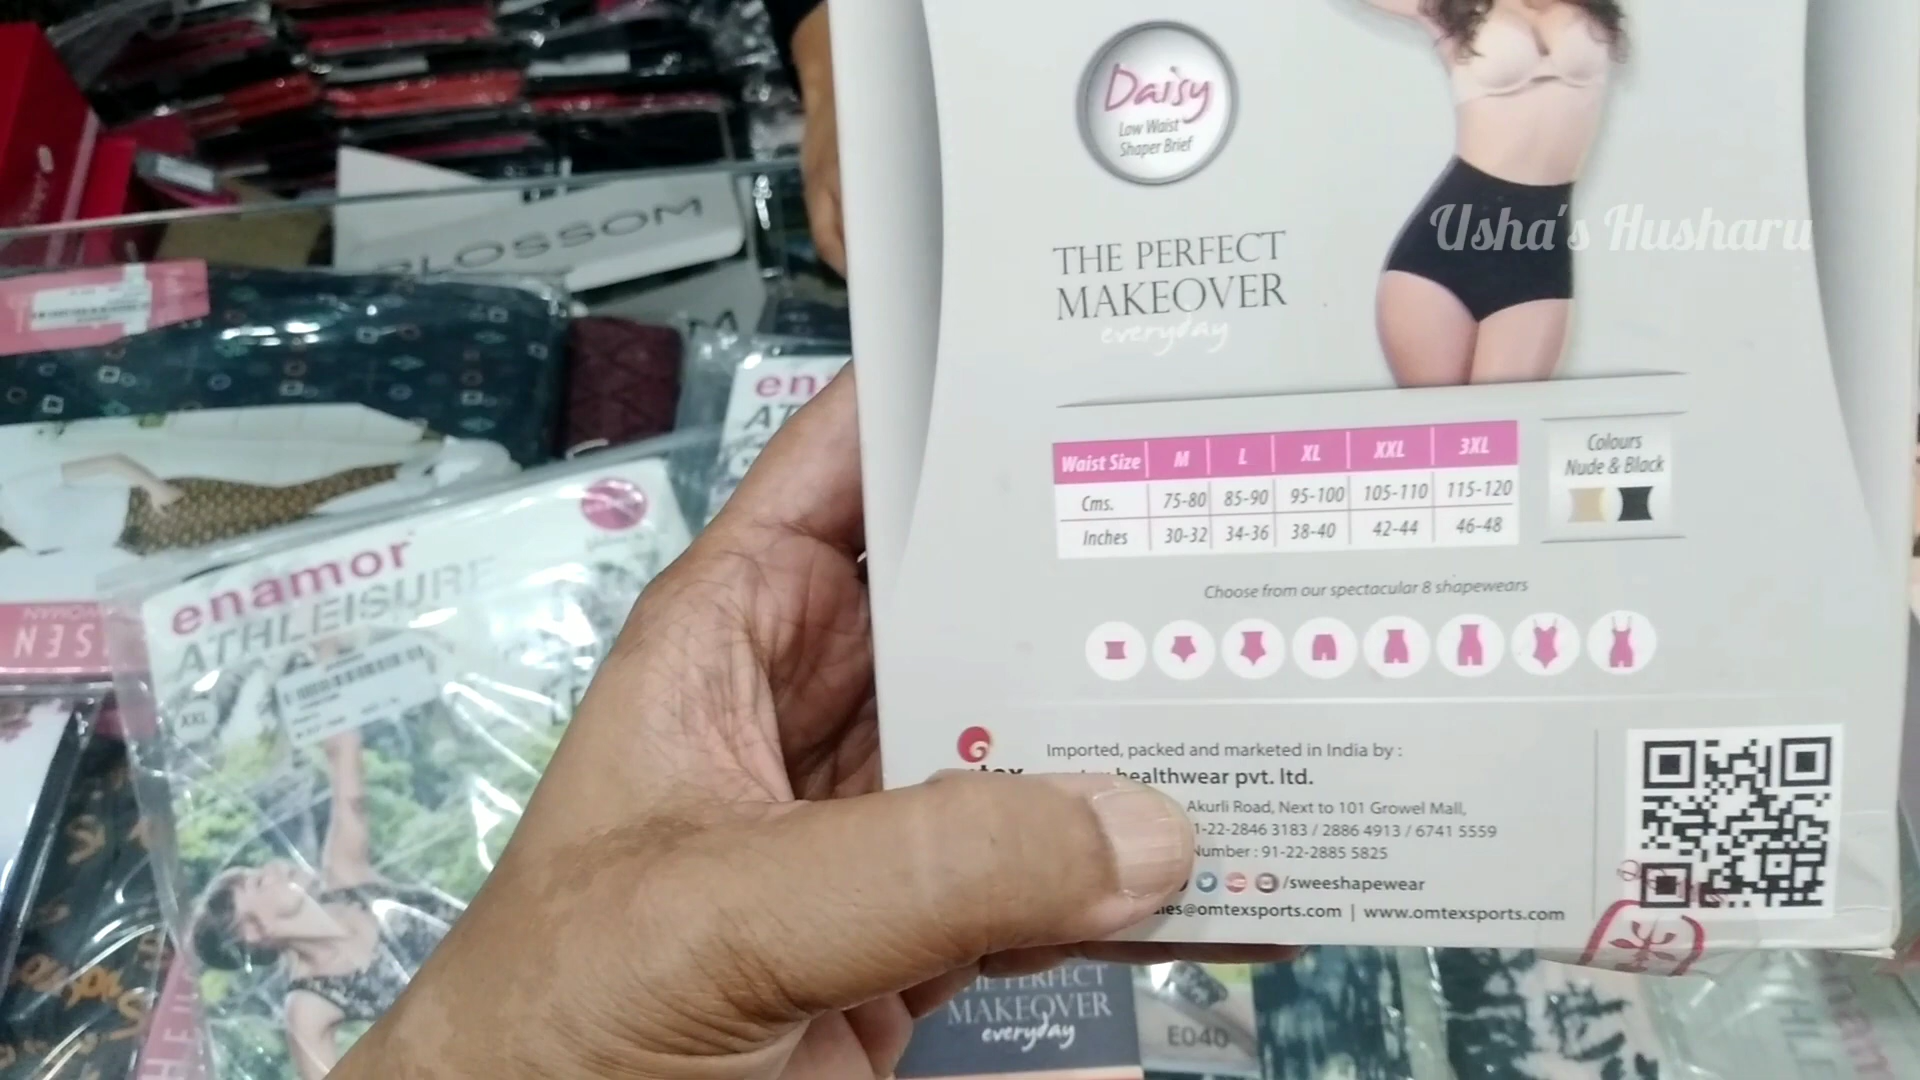 Daisy
Low Waist
Shaper Brief
THE PERFECT
MAKEOVER
everyday
Usha's Husharu
Waist Size M L XL XXL 3XL
Cms. 75-80 85-90 95-100 105-110 115-120
Inches 30-32 34-36 38-40 42-44 46-48
Colours
Nude & Black
Choose from our spectacular 8 shapewears
Imported, packed and marketed in India by :
healthwear pvt. ltd.
Akurli Road, Next to 101 Growel Mall,
1-22-2846 3183 / 2886 4913 / 6741 5559
Number : 91-22-2885 5825
/sweeshapewear
@omtexsports.com | www.omtexsports.com
enamor
ATHLEISURE
XXL
THE PERFECT
MAKEOVER
everyday
E040